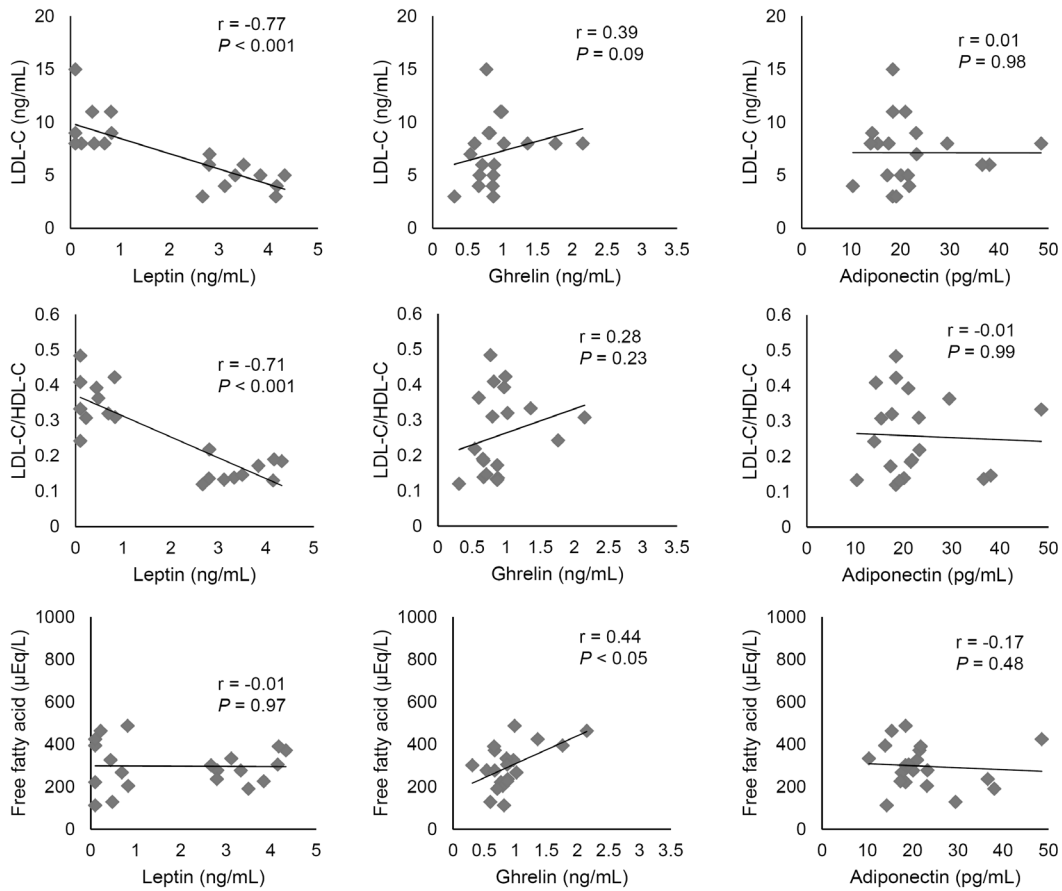 LDL-C (ng/mL)
20
15
10
5
0
r = -0.77
P < 0.001
0 1 2 3 4 5
Leptin (ng/mL)
LDL-C (ng/mL)
20
15
10
5
0
r = 0.39
P = 0.09
0 0.5 1 1.5 2 2.5 3 3.5
Ghrelin (ng/mL)
LDL-C (ng/mL)
20
15
10
5
0
r = 0.01
P = 0.98
0 10 20 30 40 50
Adiponectin (pg/mL)
LDL-C/HDL-C
0.6
0.5
0.4
0.3
0.2
0.1
0
r = -0.71
P < 0.001
0 1 2 3 4 5
Leptin (ng/mL)
LDL-C/HDL-C
0.6
0.5
0.4
0.3
0.2
0.1
0
r = 0.28
P = 0.23
0 0.5 1 1.5 2 2.5 3 3.5
Ghrelin (ng/mL)
LDL-C/HDL-C
0.6
0.5
0.4
0.3
0.2
0.1
0
r = -0.01
P = 0.99
0 10 20 30 40 50
Adiponectin (pg/mL)
Free fatty acid (µEq/L)
1000
800
600
400
200
0
r = -0.01
P = 0.97
0 1 2 3 4 5
Leptin (ng/mL)
Free fatty acid (µEq/L)
1000
800
600
400
200
0
r = 0.44
P < 0.05
0 0.5 1 1.5 2 2.5 3 3.5
Ghrelin (ng/mL)
Free fatty acid (µEq/L)
1000
800
600
400
200
0
r = -0.17
P = 0.48
0 10 20 30 40 50
Adiponectin (pg/mL)